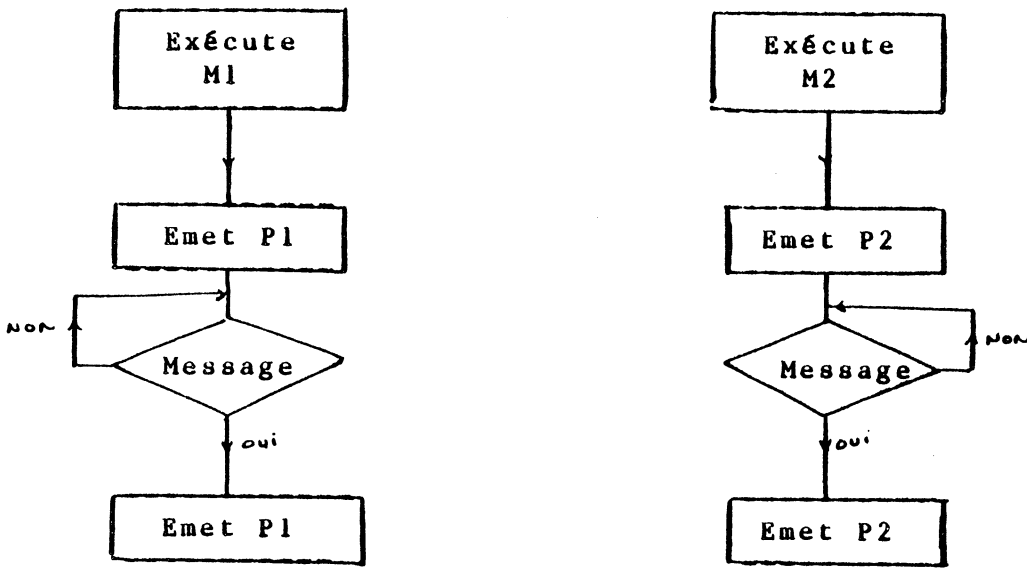 Exécute
M1
Emet P1
Non
Message
oui
Emet P1
Exécute
M2
Emet P2
Non
Message
oui
Emet P2